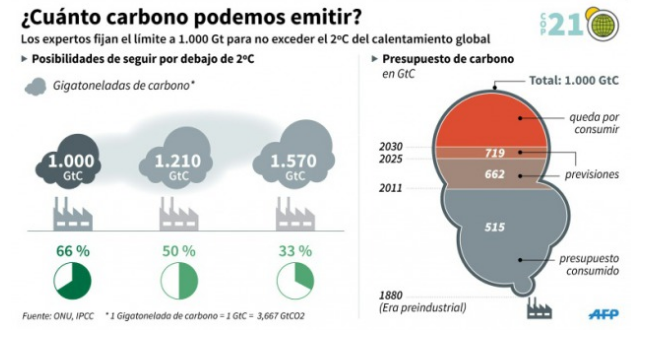 ¿Cuánto carbono podemos emitir?
Los expertos fijan el límite a 1.000 Gt para no exceder el 2ºC del calentamiento global
COP 21
Posibilidades de seguir por debajo de 2ºC
Gigatoneladas de carbono*
1.000
GtC
1.210
GtC
1.570
GtC
66 %
50 %
33 %
Fuente: ONU, IPCC * 1 Gigatonelada de carbono = 1 GtC = 3,667 GtCO2
Presupuesto de carbono
en GtC
Total: 1.000 GtC
queda por
consumir
2030
719
2025
662
previsiones
2011
515
presupuesto
consumido
1880
(Era preindustrial)
AFP